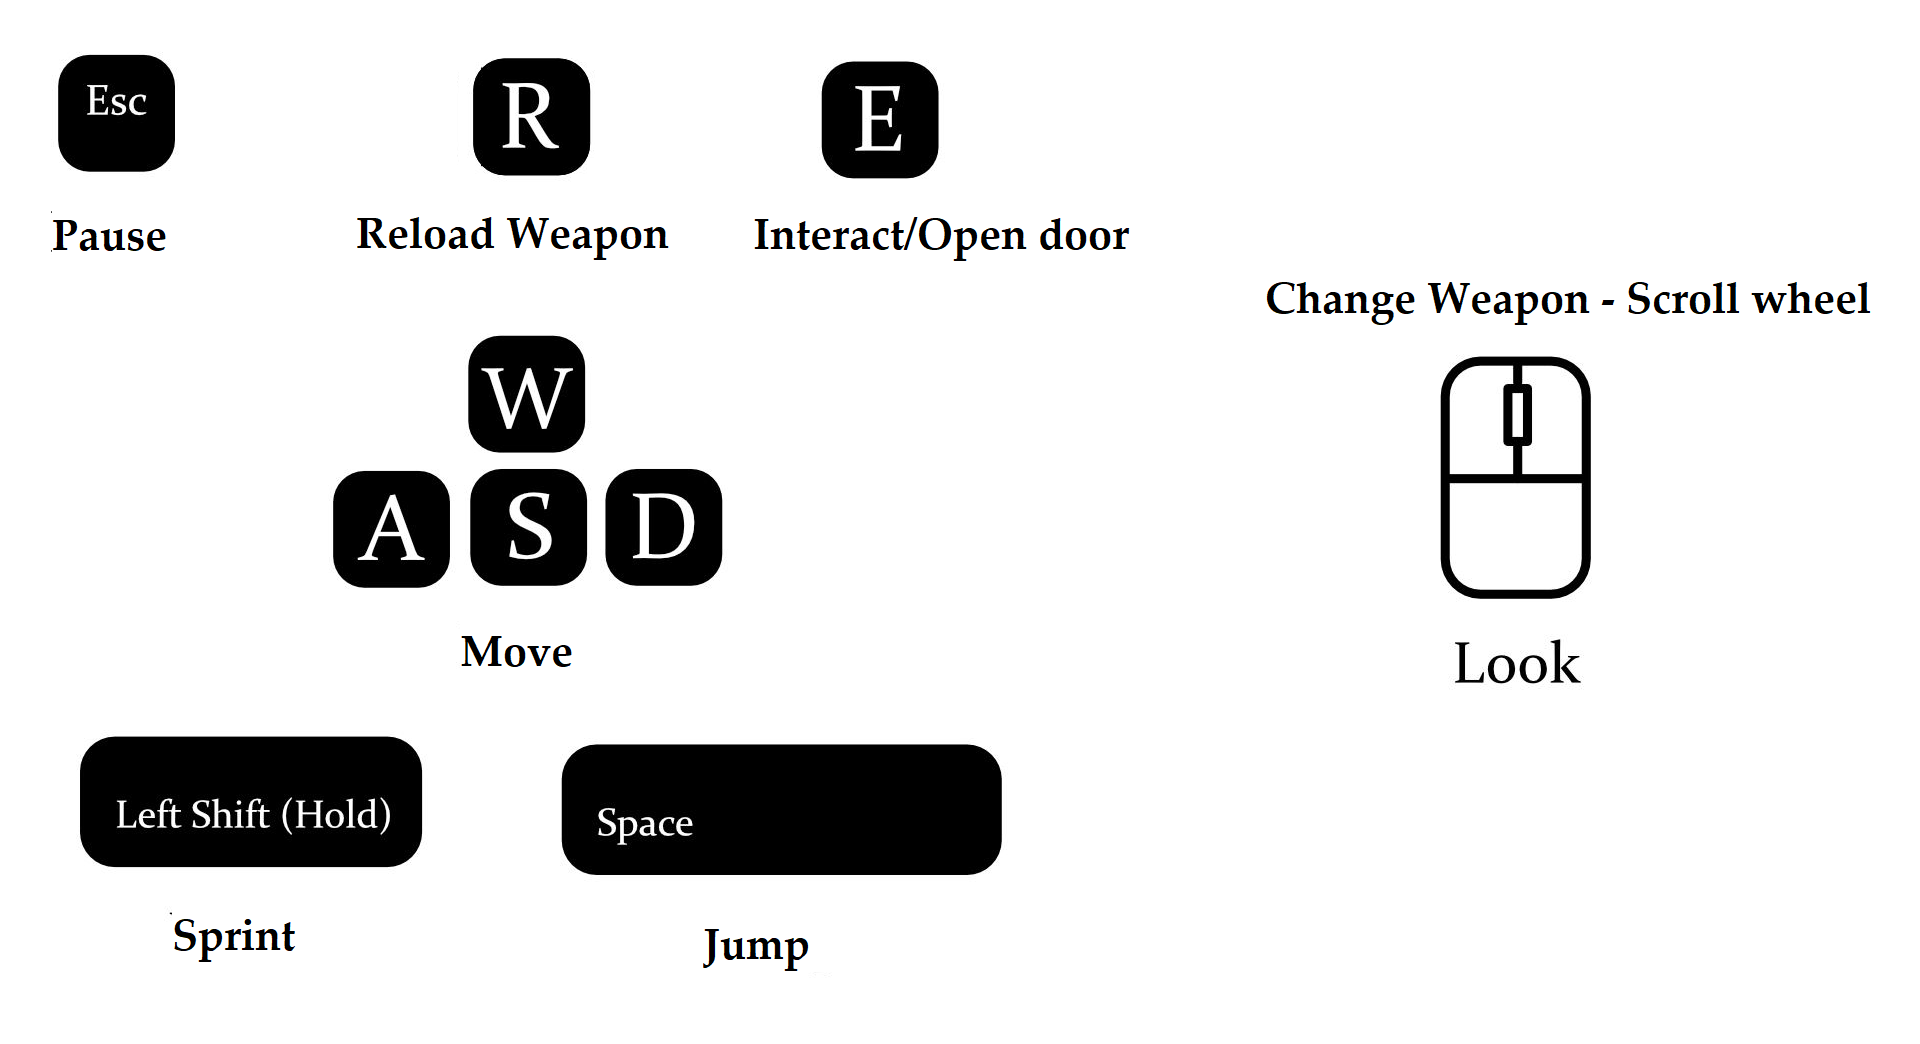 Esc
R
E
Pause
Reload Weapon
Interact/Open door
Change Weapon - Scroll wheel
W
A S D
Move
Look
Left Shift (Hold)
Space
Sprint
Jump